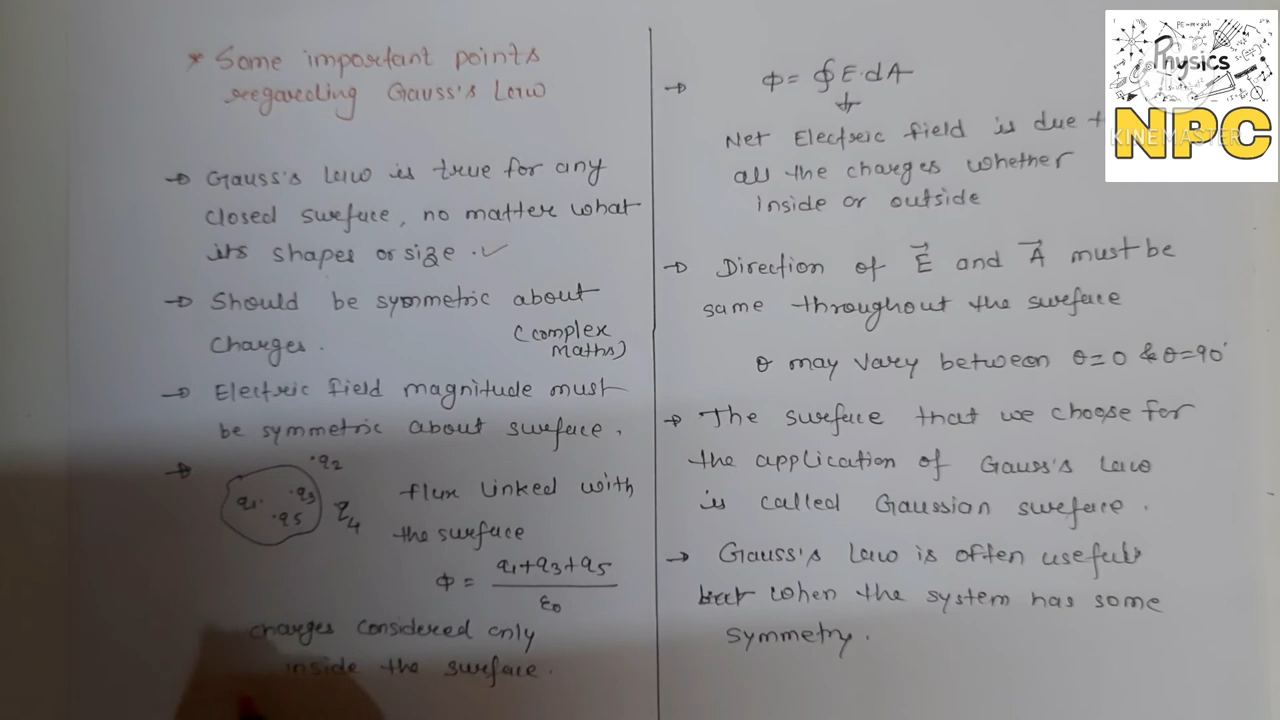 * Some important points
regarding Gauss's Law
→ Gauss's law is true for any
closed surface, no matter what
its shapes or size. ✓
→ Should be symmetric about
charges.
(complex
maths)
→ Electric field magnitude must
be symmetric about surface.
→
.q2
q1. .q3
.q5
q4
flux linked with
the surface
Φ = q1+q3+q5
ε0
charges considered only
inside the surface.
→ Φ = ∮E.dA
Net Electric field is due t
all the charges whether
inside or outside
→ Direction of E⃗ and A⃗ must be
same throughout the surface
θ may vary between θ=0 & θ=90°
→ The surface that we choose for
the application of Gauss's law
is called Gaussian surface.
→ Gauss's law is often useful
when the system has some
symmetry.
Physics
NPC
KINEMASTER